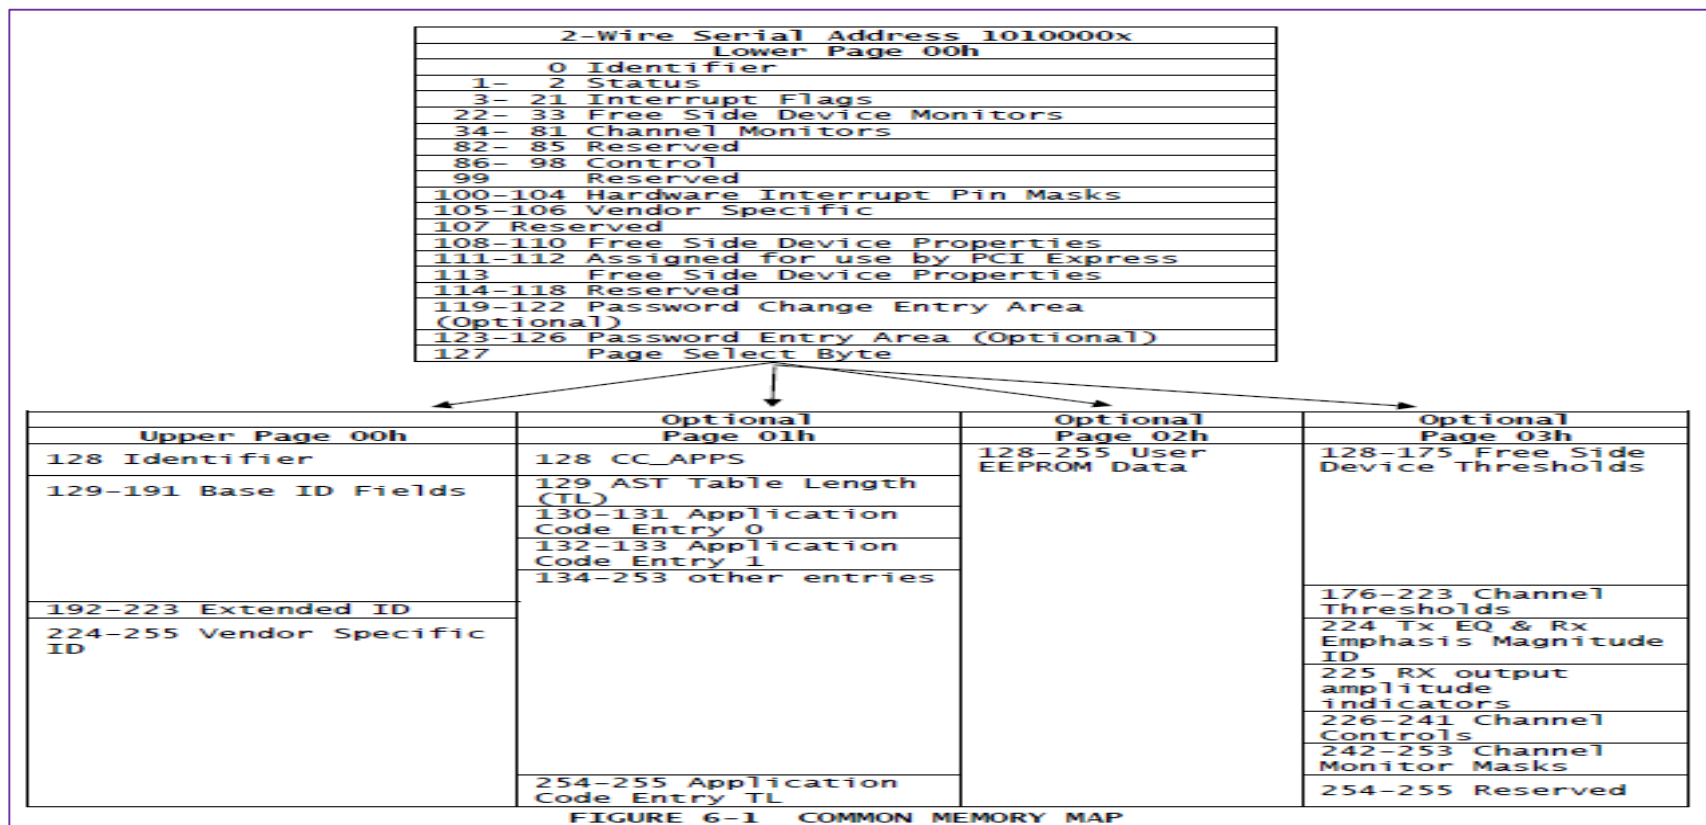 2-Wire Serial Address 1010000x
Lower Page 00h
0 Identifier
1- 2 Status
3- 21 Interrupt Flags
22- 33 Free Side Device Monitors
34- 81 Channel Monitors
82- 85 Reserved
86- 98 Control
99 Reserved
100-104 Hardware Interrupt Pin Masks
105-106 Vendor Specific
107 Reserved
108-110 Free Side Device Properties
111-112 Assigned for use by PCI Express
113 Free Side Device Properties
114-118 Reserved
119-122 Password Change Entry Area
(Optional)
123-126 Password Entry Area (Optional)
127 Page Select Byte
Upper Page 00h
128 Identifier
129-191 Base ID Fields
192-223 Extended ID
224-255 Vendor Specific
ID
Optional
Page 01h
128 CC_APPS
129 AST Table Length
(TL)
130-131 Application
Code Entry 0
132-133 Application
Code Entry 1
134-253 other entries
254-255 Application
Code Entry TL
Optional
Page 02h
128-255 User
EEPROM Data
Optional
Page 03h
128-175 Free Side
Device Thresholds
176-223 Channel
Thresholds
224 Tx EQ & Rx
Emphasis Magnitude
ID
225 RX output
amplitude
indicators
226-241 Channel
Controls
242-253 Channel
Monitor Masks
254-255 Reserved
FIGURE 6-1 COMMON MEMORY MAP